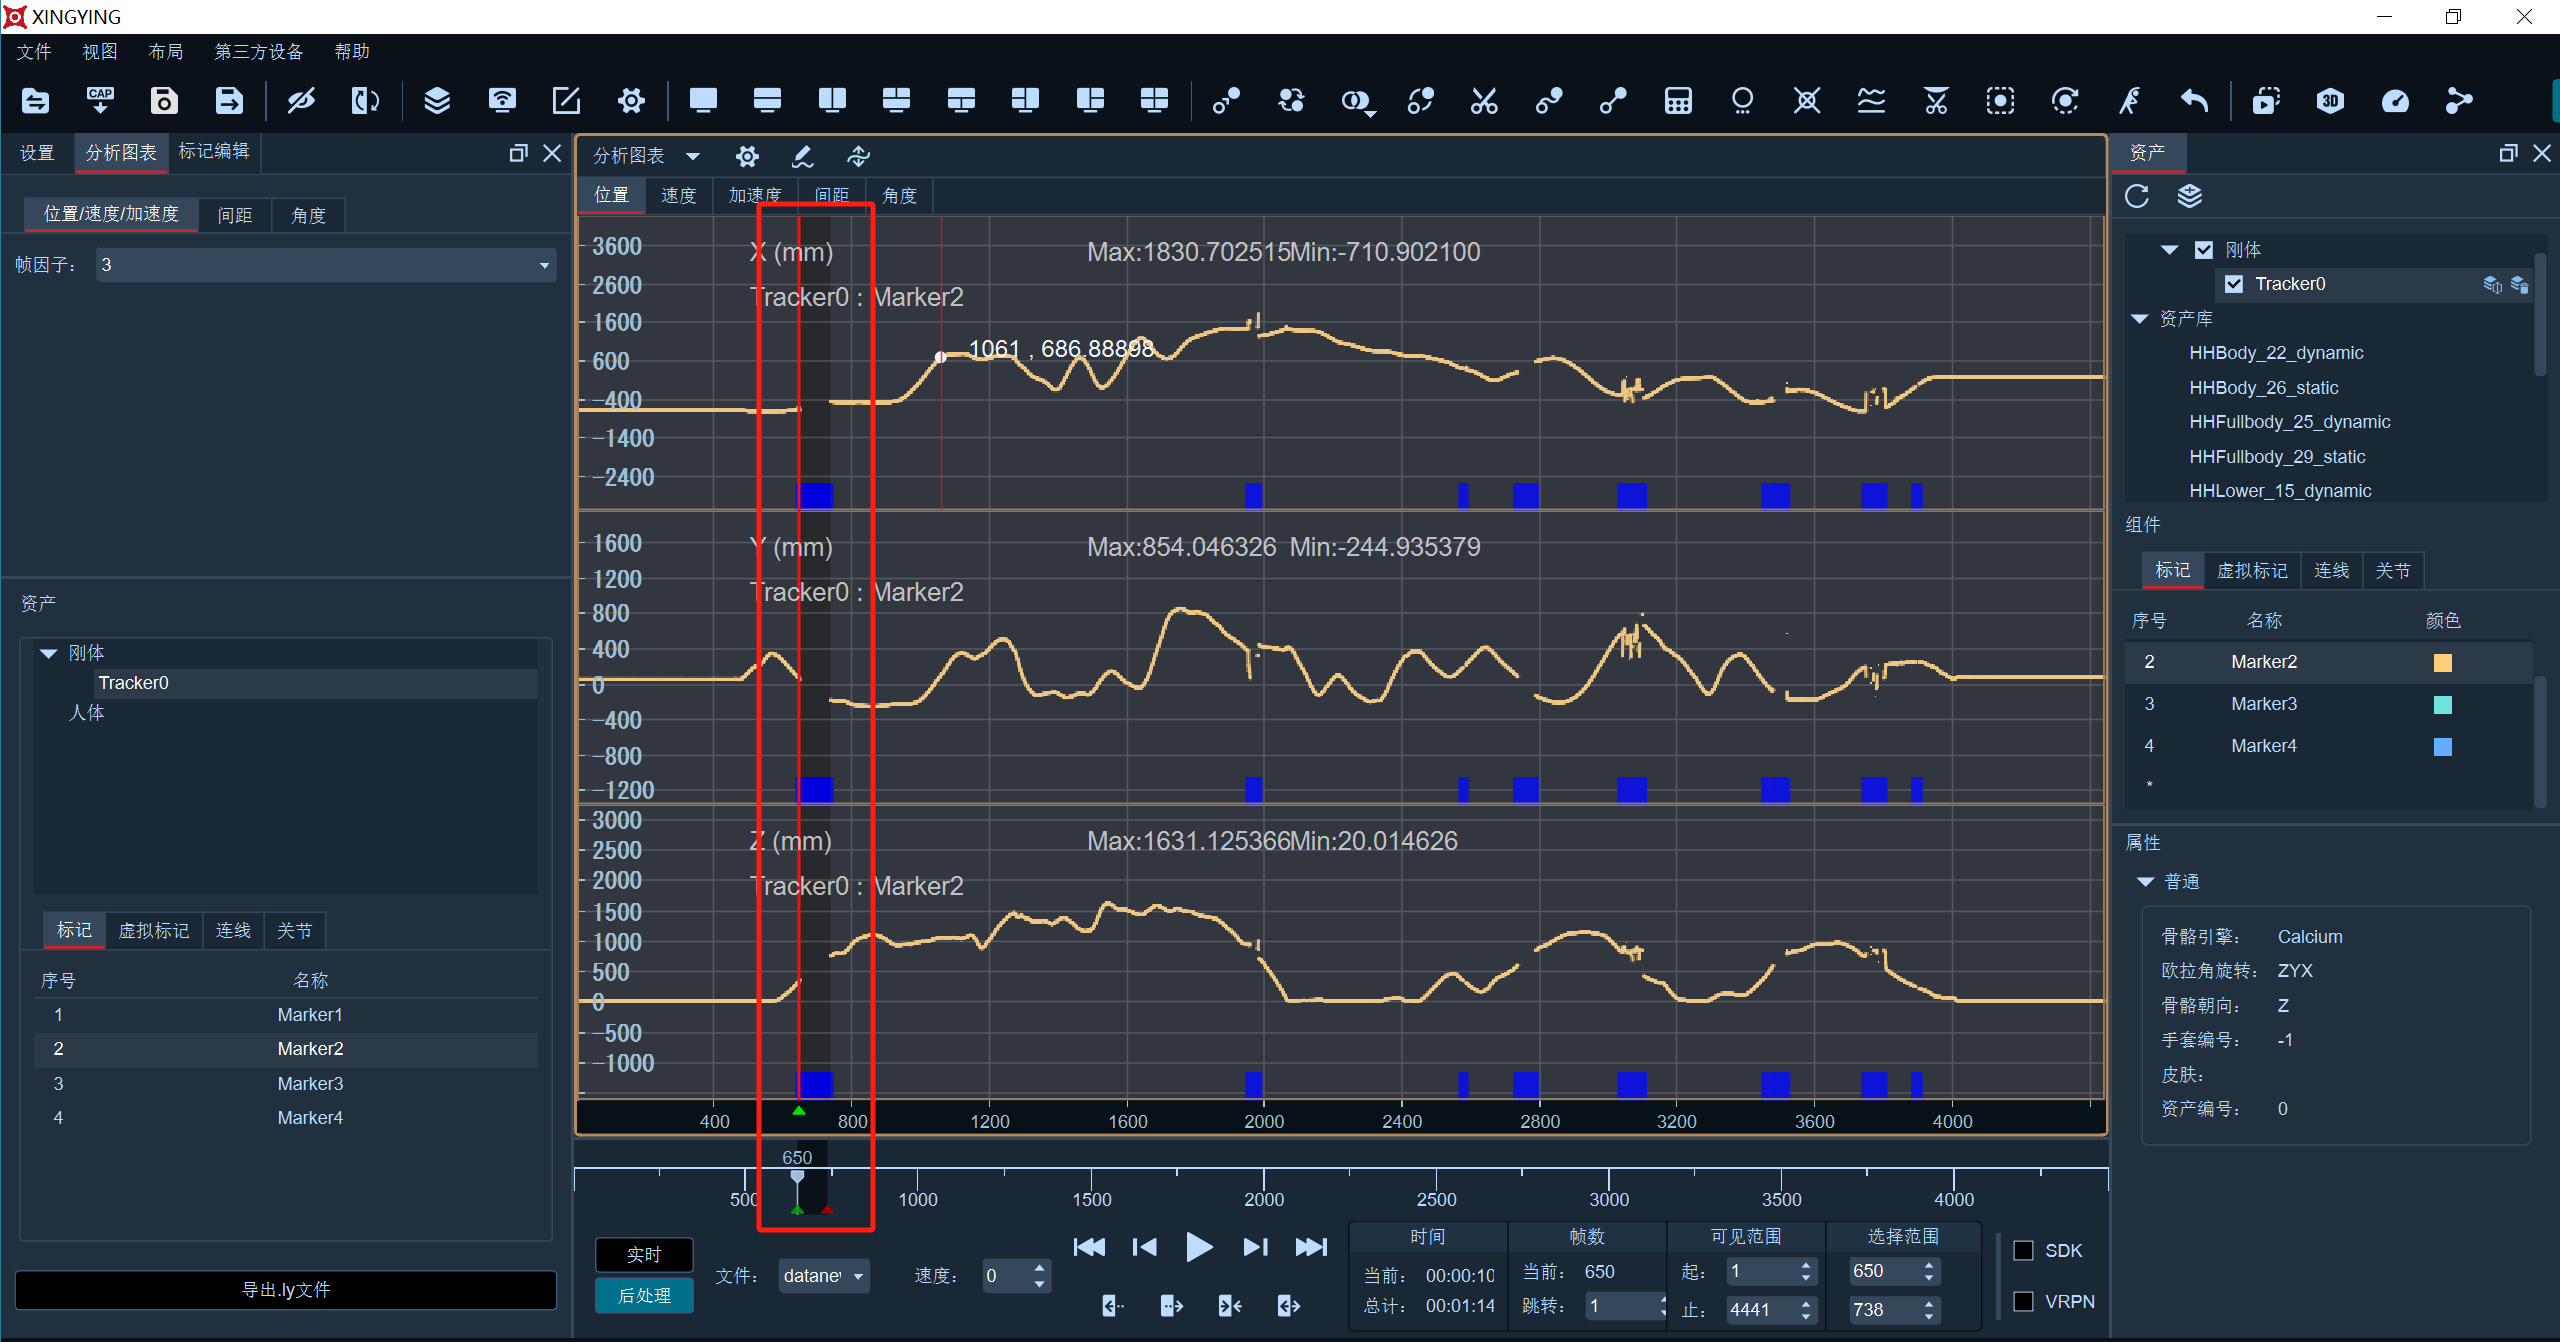 XINGYING
文件 视图 布局 第三方设备 帮助
CAP
3D
设置 分析图表 标记编辑
位置/速度/加速度 间距 角度
帧因子： 3
资产
刚体
Tracker0
人体
标记 虚拟标记 连线 关节
序号 名称
1 Marker1
2 Marker2
3 Marker3
4 Marker4
导出.ly文件
分析图表
位置 速度 加速度 间距 角度
X (mm) Max:1830.702515Min:-710.902100
Tracker0 : Marker2
1061 , 686.88898
3600
2600
1600
600
-400
-1400
-2400
Y (mm) Max:854.046326 Min:-244.935379
Tracker0 : Marker2
1600
1200
800
400
0
-400
-800
-1200
Z (mm) Max:1631.125366Min:20.014626
Tracker0 : Marker2
3000
2500
2000
1500
1000
500
0
-500
-1000
400 800 1200 1600 2000 2400 2800 3200 3600 4000
650
500 1000 1500 2000 2500 3000 3500 4000
实时
后处理
文件：
速度： 0
时间 帧数 可见范围 选择范围
当前： 00:00:10 当前： 650 起： 1 650
总计： 00:01:14 跳转： 1 止： 4441 738
SDK
VRPN
资产
刚体
Tracker0
资产库
HHBody_22_dynamic
HHBody_26_static
HHFullbody_25_dynamic
HHFullbody_29_static
HHLower_15_dynamic
组件
标记 虚拟标记 连线 关节
序号 名称 颜色
2 Marker2
3 Marker3
4 Marker4
*
属性
普通
骨骼引擎： Calcium
欧拉角旋转： ZYX
骨骼朝向： Z
手套编号： -1
皮肤：
资产编号： 0